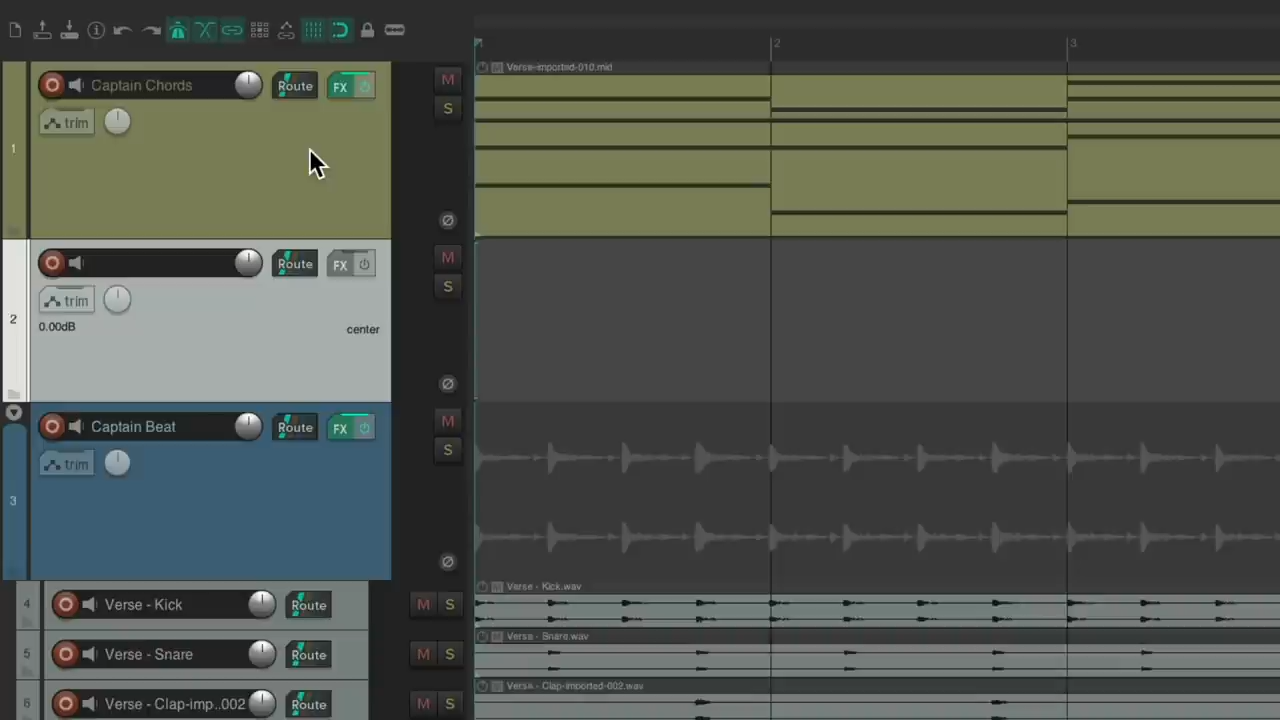 1
2
3
Verse-imported-010.mid
Captain Chords
Route
FX
M
S
trim
1
Route
FX
M
S
trim
2
0.00dB
center
Captain Beat
Route
FX
M
S
trim
3
Verse - Kick.wav
4
Verse - Kick
Route
M
S
Verse - Snare.wav
5
Verse - Snare
Route
M
S
Verse - Clap-imported-002.wav
6
Verse - Clap-imp..002
Route
M
S